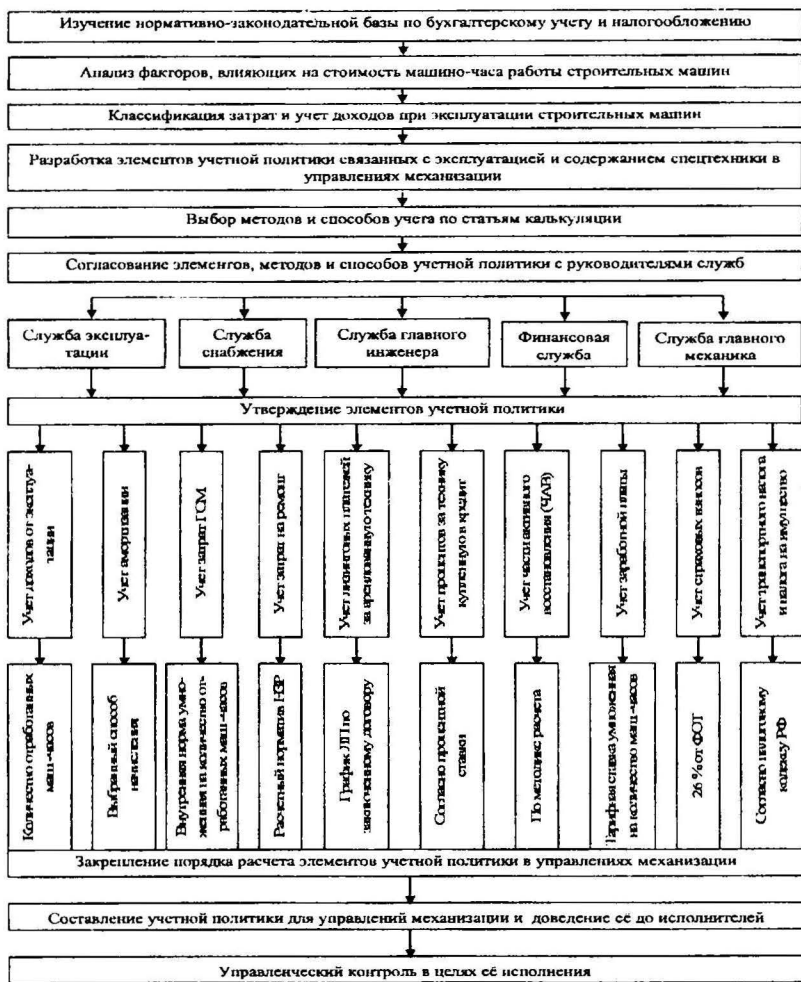 Изучение нормативно-законодательной базы по бухгалтерскому учету и налогообложению
Анализ факторов, влияющих на стоимость машино-часа работы строительных машин
Классификация затрат и учет доходов при эксплуатации строительных машин
Разработка элементов учетной политики связанных с эксплуатацией и содержанием спецтехники в
управлениях механизации
Выбор методов и способов учета по статьям калькуляции
Согласование элементов, методов и способов учетной политики с руководителями служб
Служба эксплуа-
тации
Служба
снабжения
Служба главного
инженера
Финансовая
служба
Служба главного
механика
Утверждение элементов учетной политики
Учет доходов от эксплуа-
тации
Учет амортизации
Учет затрат ГСМ
Учет затрат на ремонт
Учет лизинговых платежей
за арендованную технику
Учет процентов за технику
купленную в кредит
Учет части активного
восстановления (ЧАВ)
Учет заработной платы
Учет страховых взносов
Учет транспортного налога
и налога на имущество
Количество отработанных
маш-часов
Выбранный способ
начисления
Внутренняя норма умно-
женная на количество от-
работанных маш-часов
Расчетный норматив НЗР
График ЛП по
заключенному договору
Согласно процентной
ставки
По методике расчета
Тарифная ставка умноженная
на количество маш-часов
26 % от ФОТ
Согласно налоговому
кодексу РФ
Закрепление порядка расчета элементов учетной политики в управлениях механизации
Составление учетной политики для управлений механизации и доведение её до исполнителей
Управленческий контроль в целях её исполнения